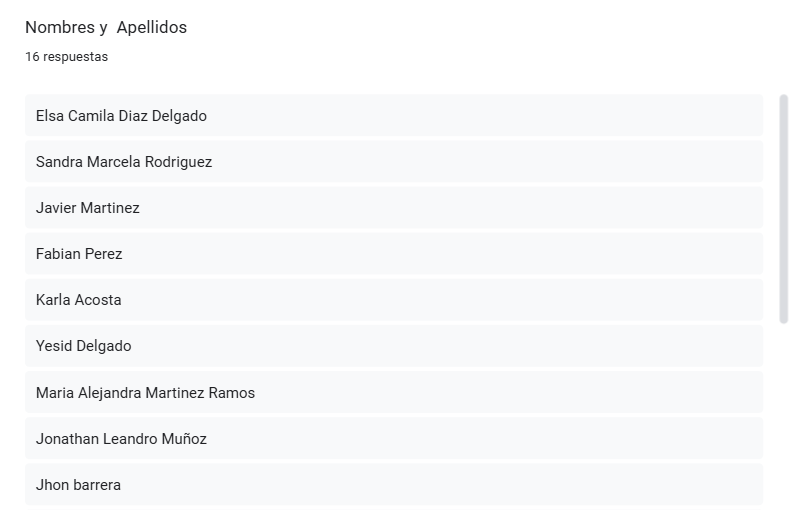 Nombres y  Apellidos
16 respuestas
Elsa Camila Diaz Delgado
Sandra Marcela Rodriguez
Javier Martinez
Fabian Perez
Karla Acosta
Yesid Delgado
Maria Alejandra Martinez Ramos
Jonathan Leandro Muñoz
Jhon barrera